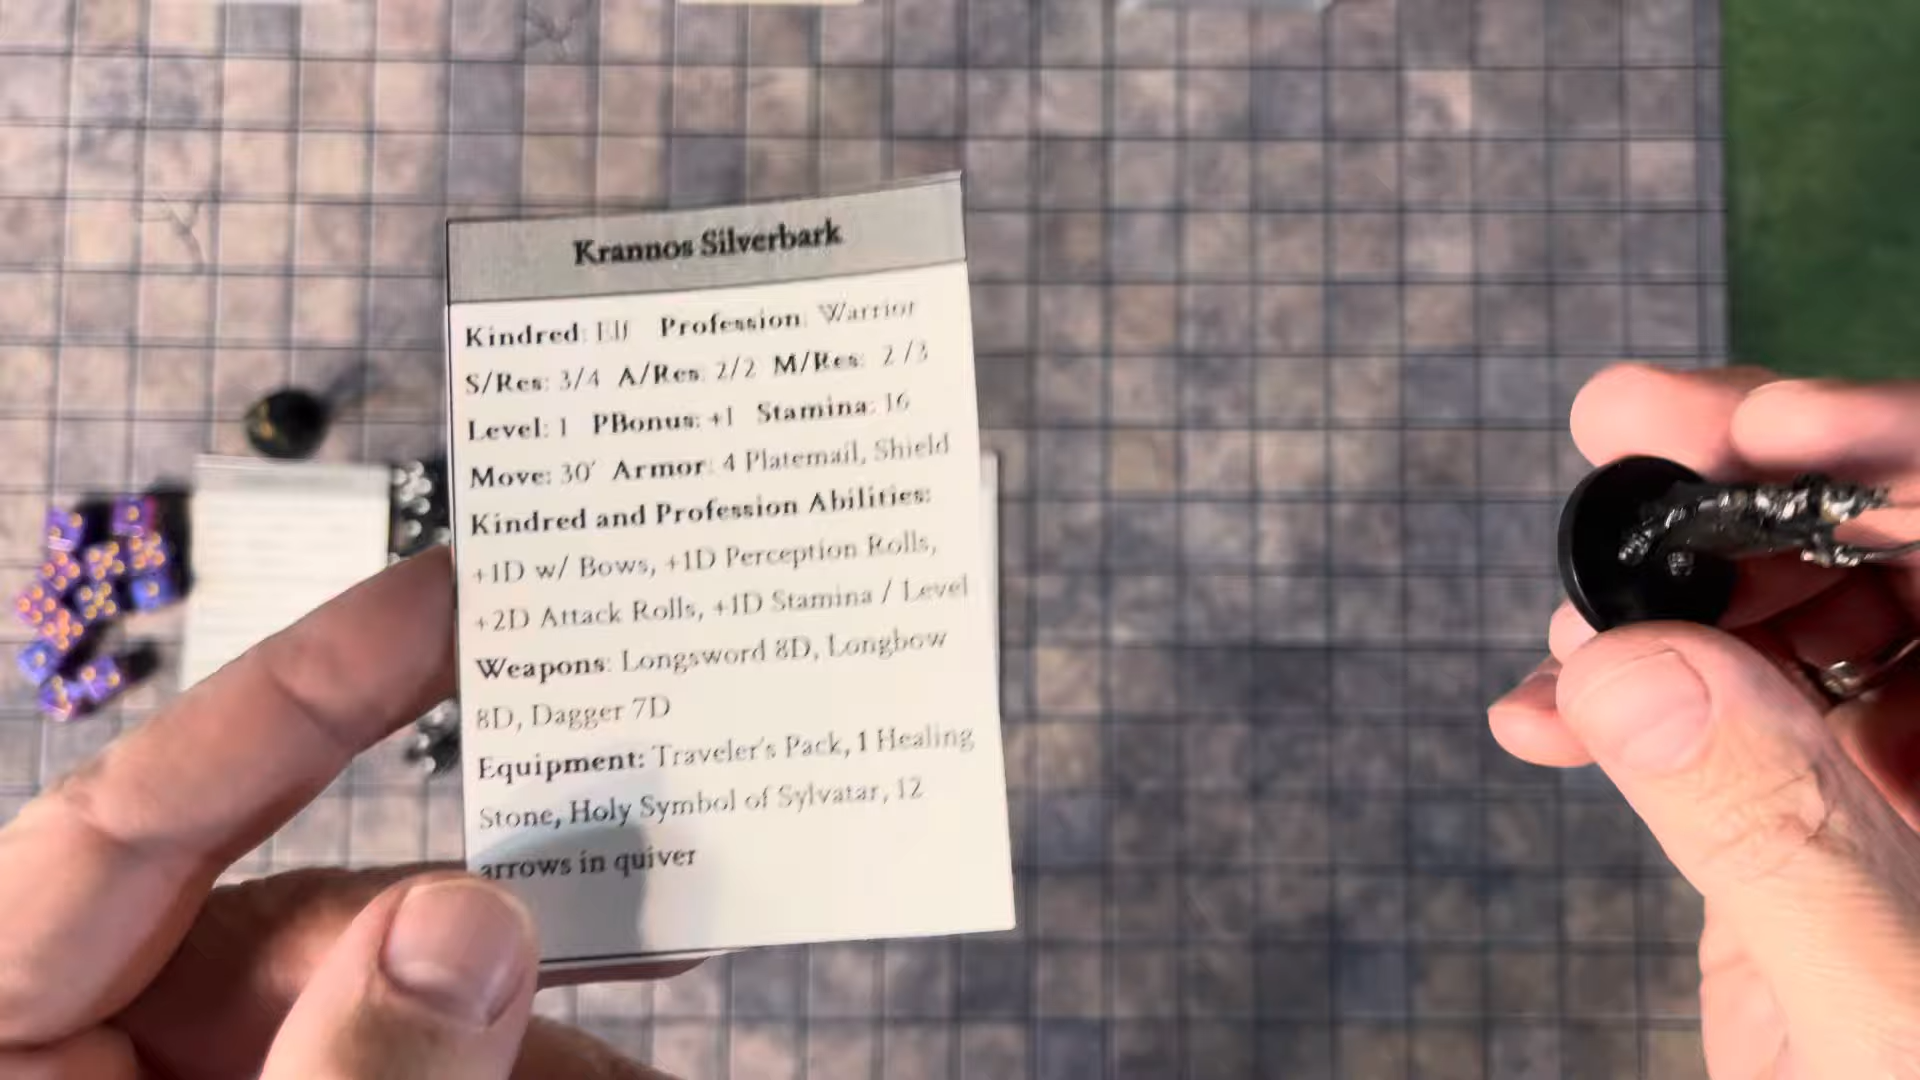 Krannos Silverbark
Kindred: Elf Profession: Warrior
S/Res: 3/4 A/Res: 2/2 M/Res: 2/3
Level: 1 PBonus: +1 Stamina: 16
Move: 30' Armor: 4 Platemail, Shield
Kindred and Profession Abilities:
+1D w/ Bows, +1D Perception Rolls,
+2D Attack Rolls, +1D Stamina / Level
Weapons: Longsword 8D, Longbow
8D, Dagger 7D
Equipment: Traveler's Pack, 1 Healing
Stone, Holy Symbol of Sylvatar, 12
arrows in quiver